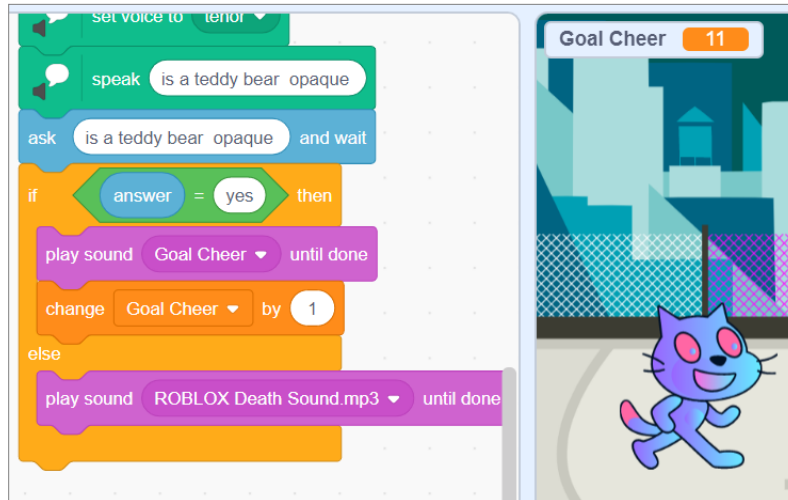 set voice to tenor
speak is a teddy bear opaque
ask is a teddy bear opaque and wait
if answer = yes then
play sound Goal Cheer until done
change Goal Cheer by 1
else
play sound ROBLOX Death Sound.mp3 until done
Goal Cheer 11